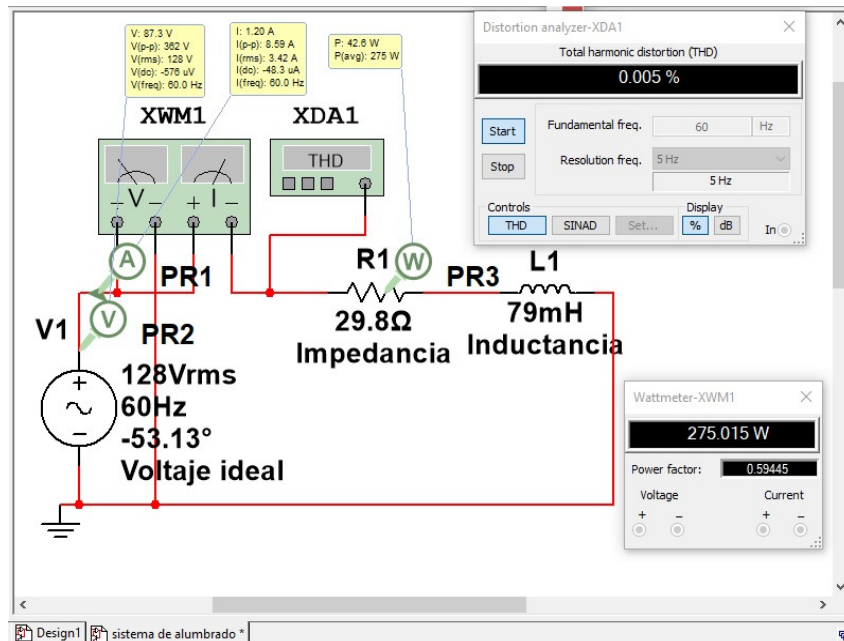 V: 87.3 V
V(p-p): 362 V
V(rms): 128 V
V(dc): -576 uV
V(freq): 60.0 Hz
I: 1.20 A
I(p-p): 8.59 A
I(rms): 3.42 A
I(dc): -48.3 uA
I(freq): 60.0 Hz
P: 42.6 W
P(avg): 275 W
Distortion analyzer-XDA1
Total harmonic distortion (THD)
0.005 %
Start
Stop
Fundamental freq.
60
Hz
Resolution freq.
5 Hz
5 Hz
Controls
THD
SINAD
Set...
Display
%
dB
In
XWM1
XDA1
V
I
THD
A
PR1
V
PR2
V1
128Vrms
60Hz
-53.13°
Voltaje ideal
R1
W
29.8Ω
Impedancia
PR3
L1
79mH
Inductancia
Wattmeter-XWM1
275.015 W
Power factor:
0.59445
Voltage
Current
+ − + −
Design1
sistema de alumbrado *